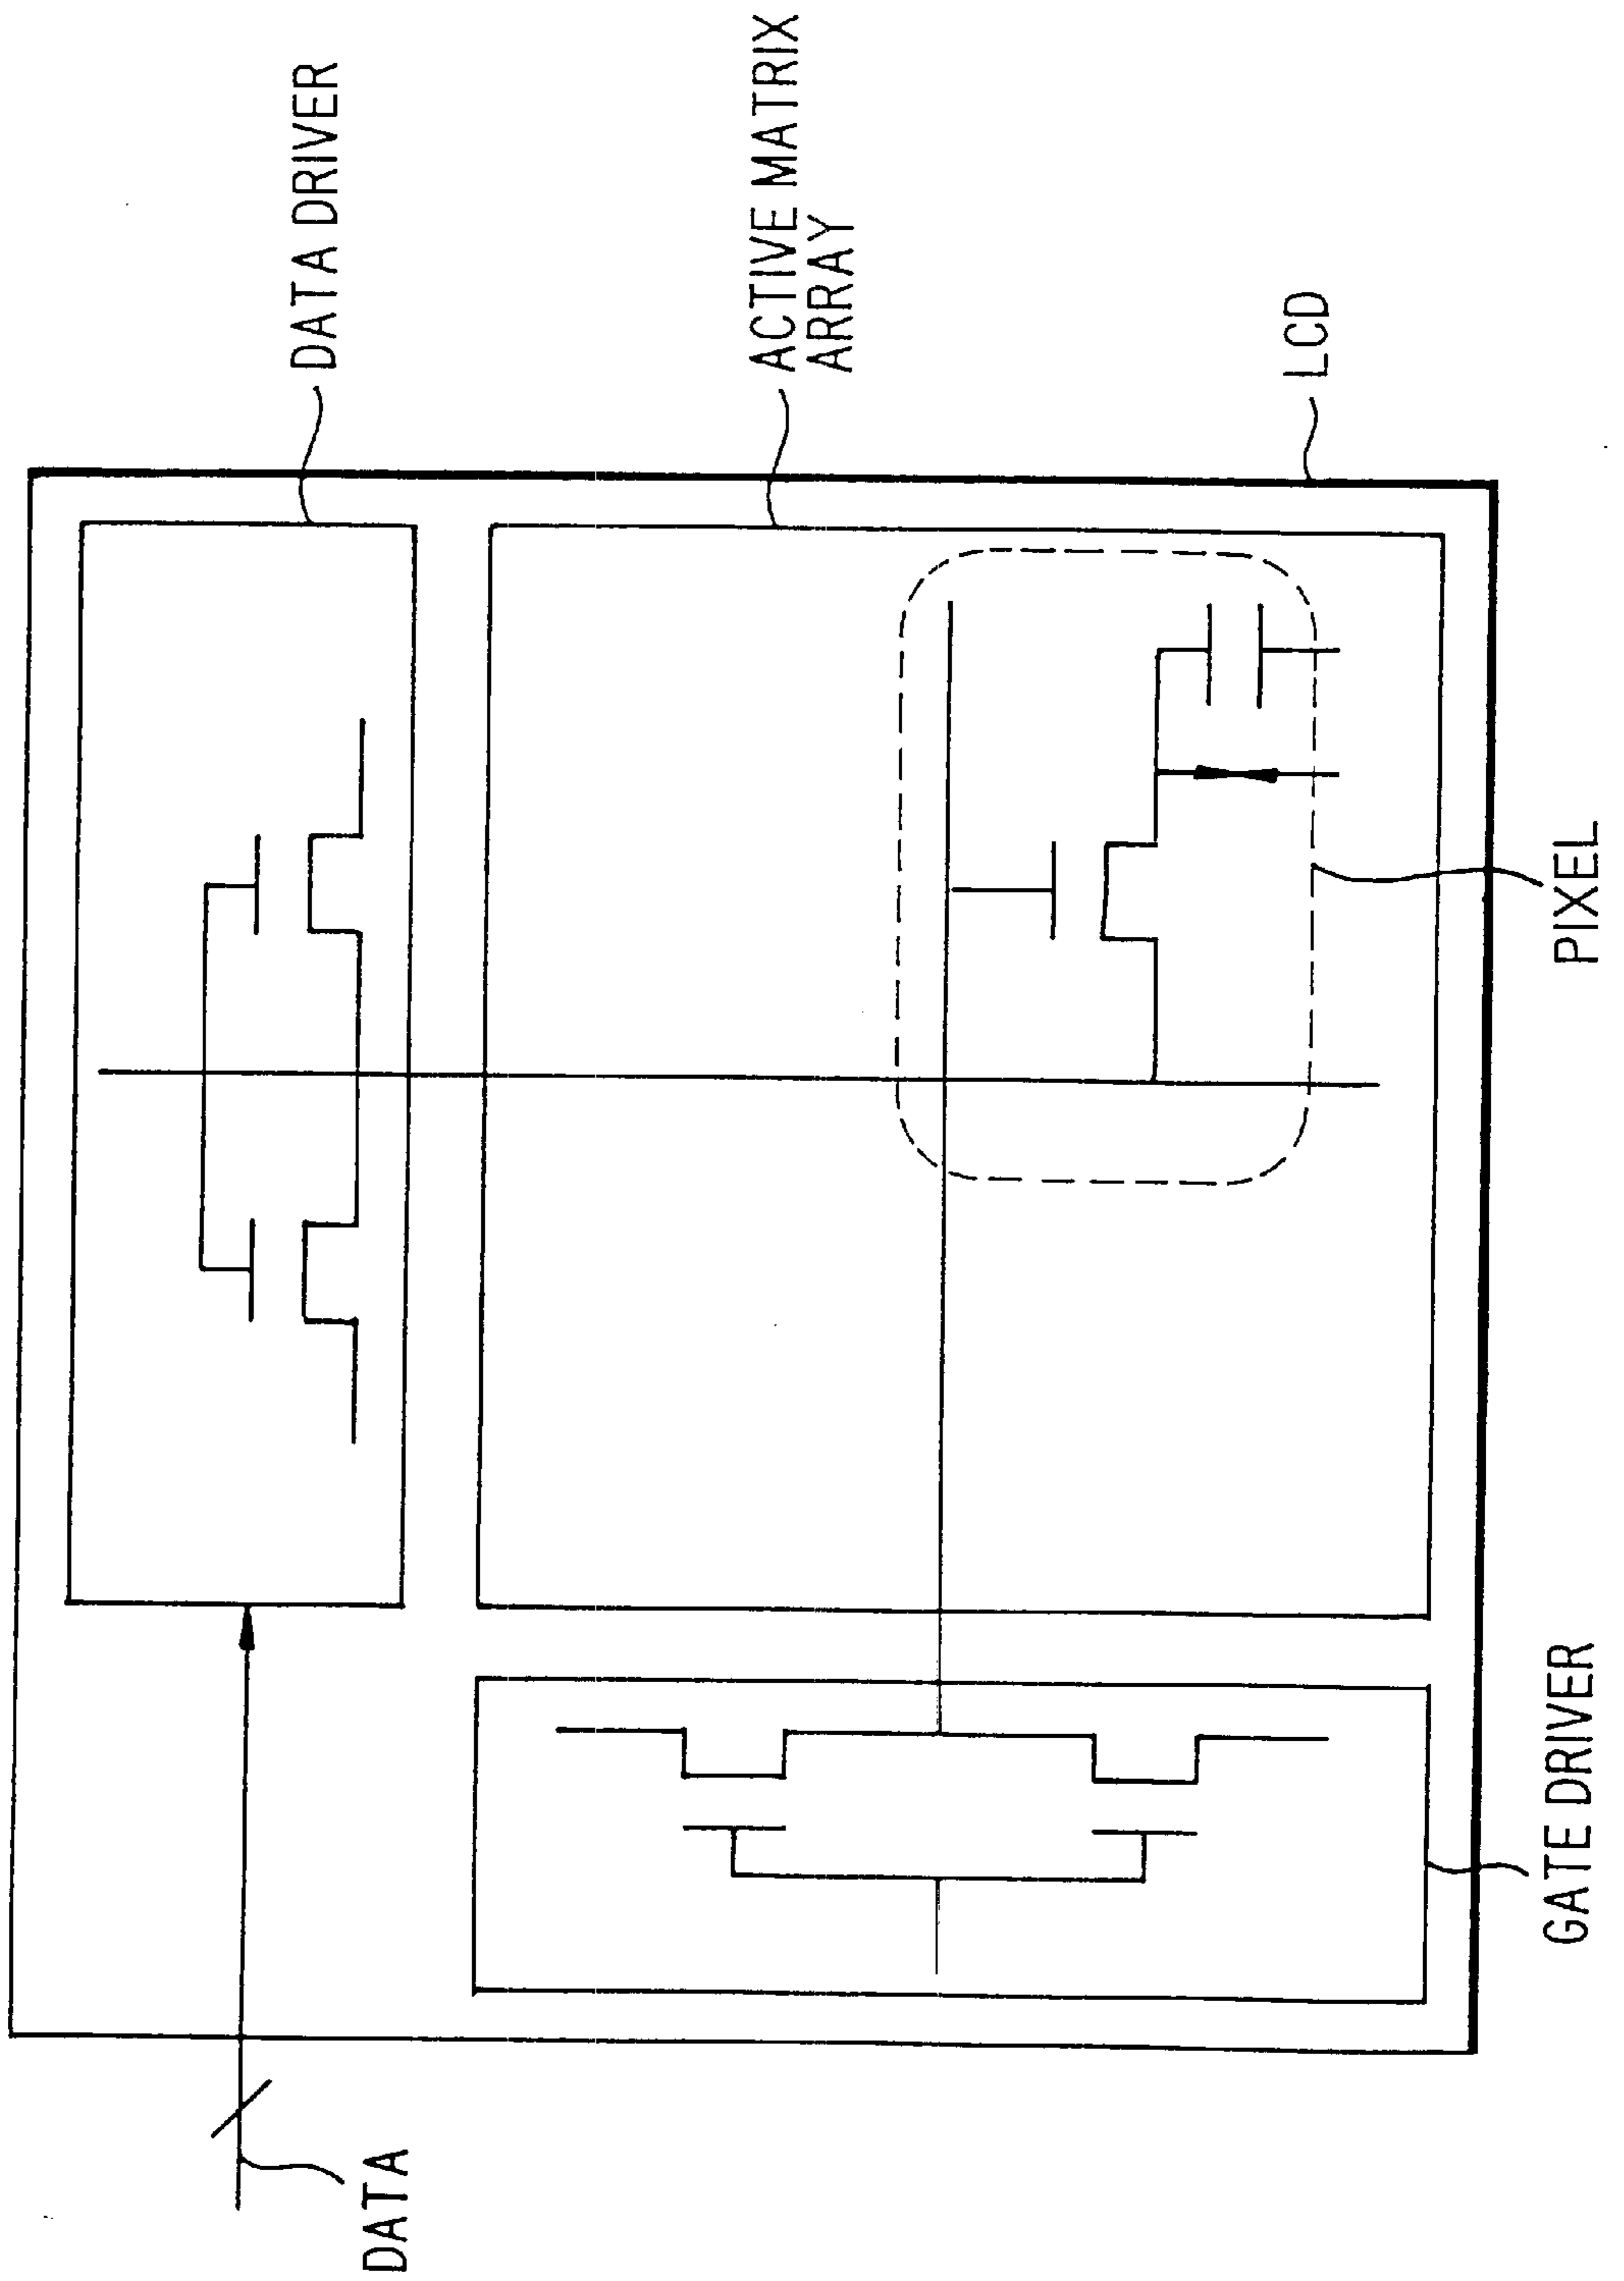 DATA
DATA DRIVER
ACTIVE MATRIX
ARRAY
LCD
PIXEL
GATE DRIVER